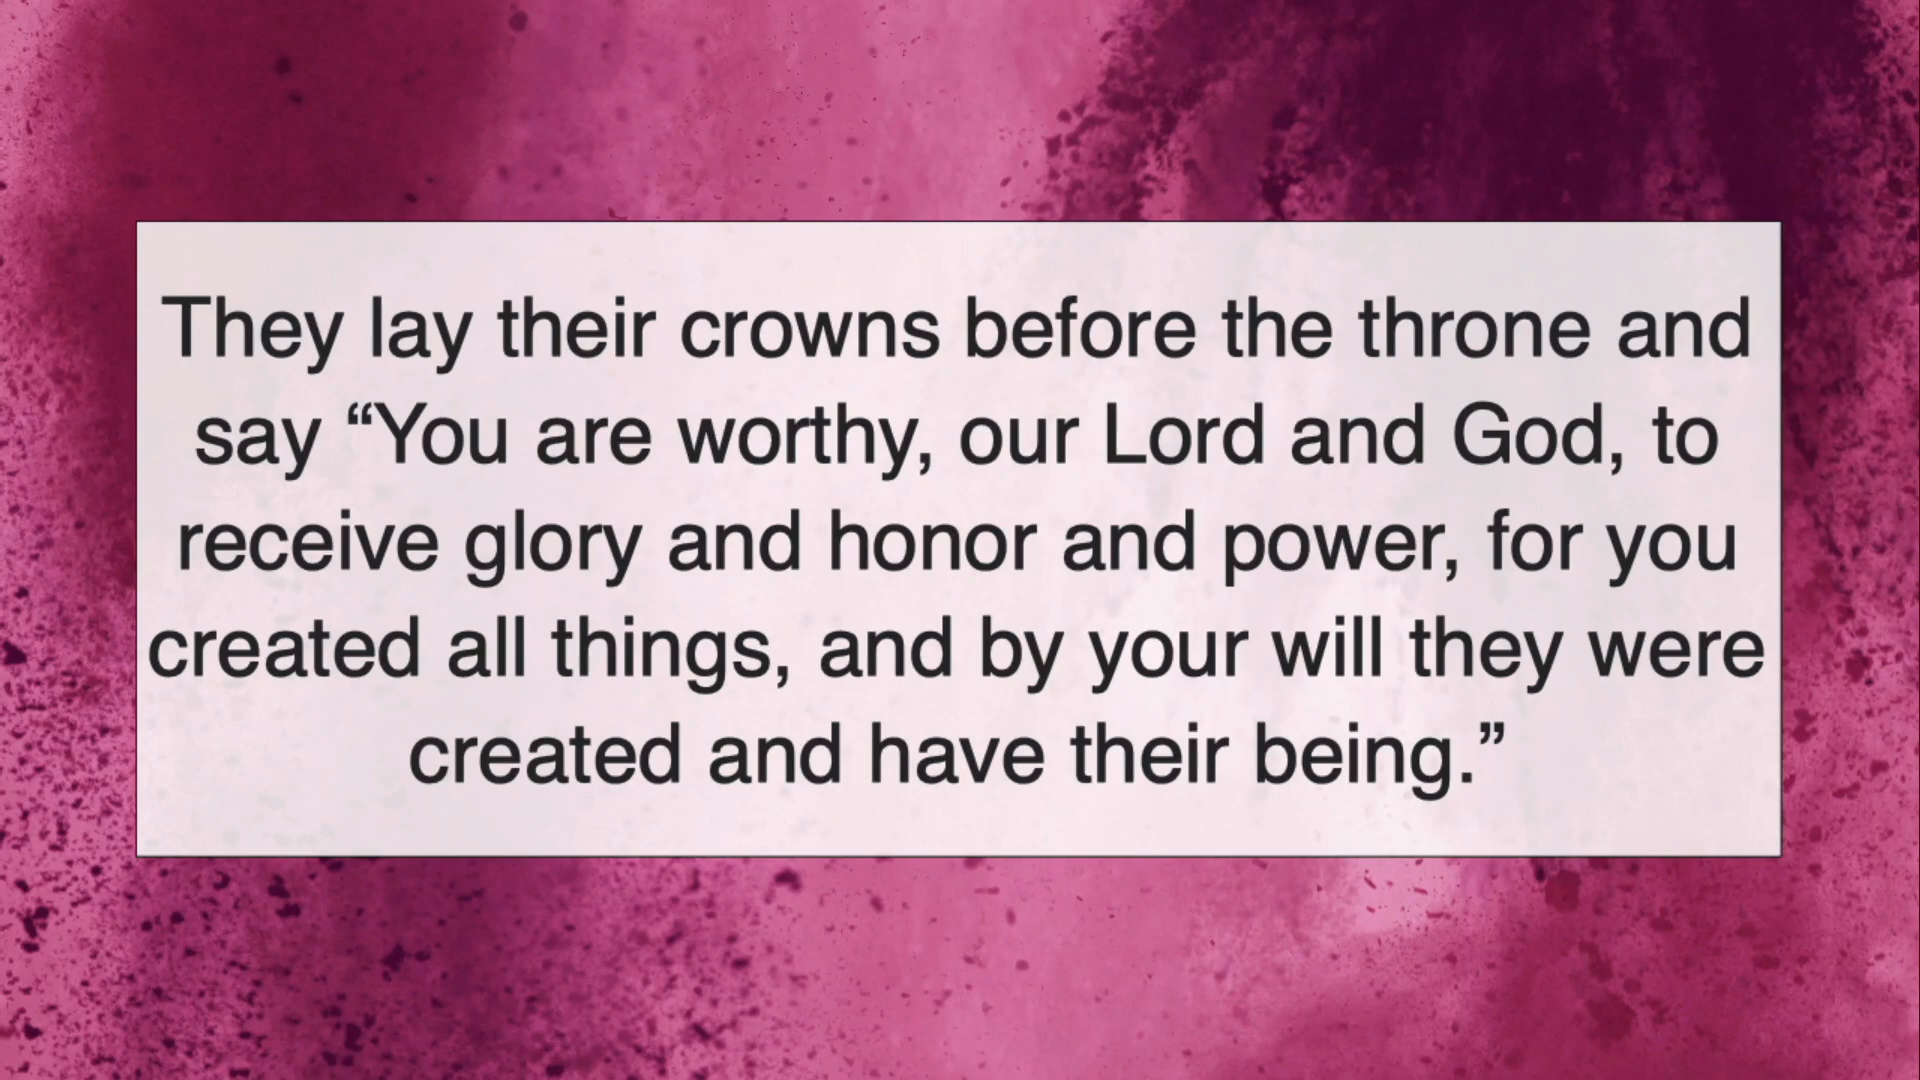 They lay their crowns before the throne and
say “You are worthy, our Lord and God, to
receive glory and honor and power, for you
created all things, and by your will they were
created and have their being.”